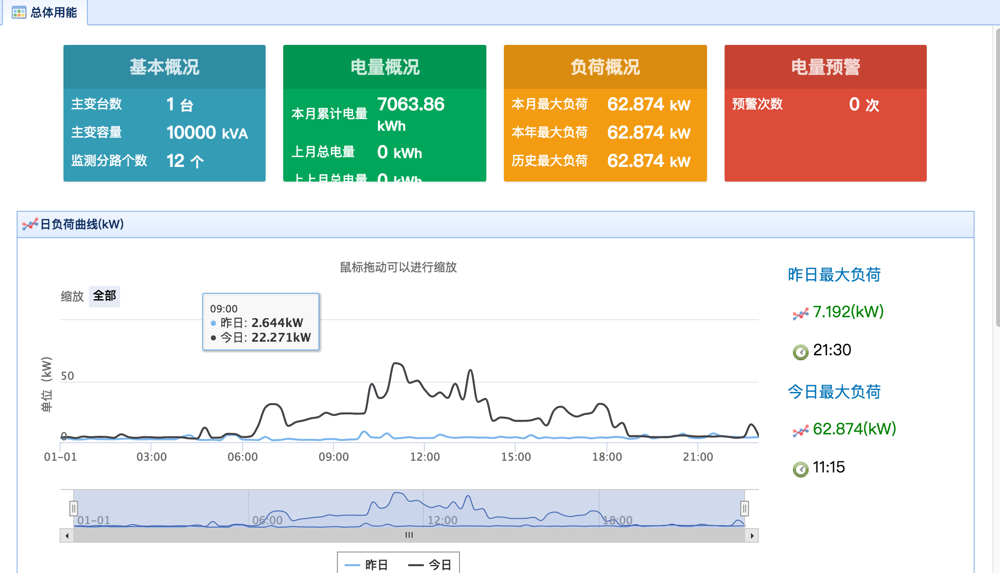 总体用能
基本概况
主变台数 1 台
主变容量 10000 kVA
监测分路个数 12 个
电量概况
本月累计电量 7063.86 kWh
上月总电量 0 kWh
上上月总电量 0 kWh
负荷概况
本月最大负荷 62.874 kW
本年最大负荷 62.874 kW
历史最大负荷 62.874 kW
电量预警
预警次数 0 次
日负荷曲线(kW)
鼠标拖动可以进行缩放
缩放 全部
09:00
昨日: 2.644kW
今日: 22.271kW
单位（kW）
50
0
01-01 03:00 06:00 09:00 12:00 15:00 18:00 21:00
01-01 06:00 12:00 18:00
昨日 今日
昨日最大负荷
7.192(kW)
21:30
今日最大负荷
62.874(kW)
11:15